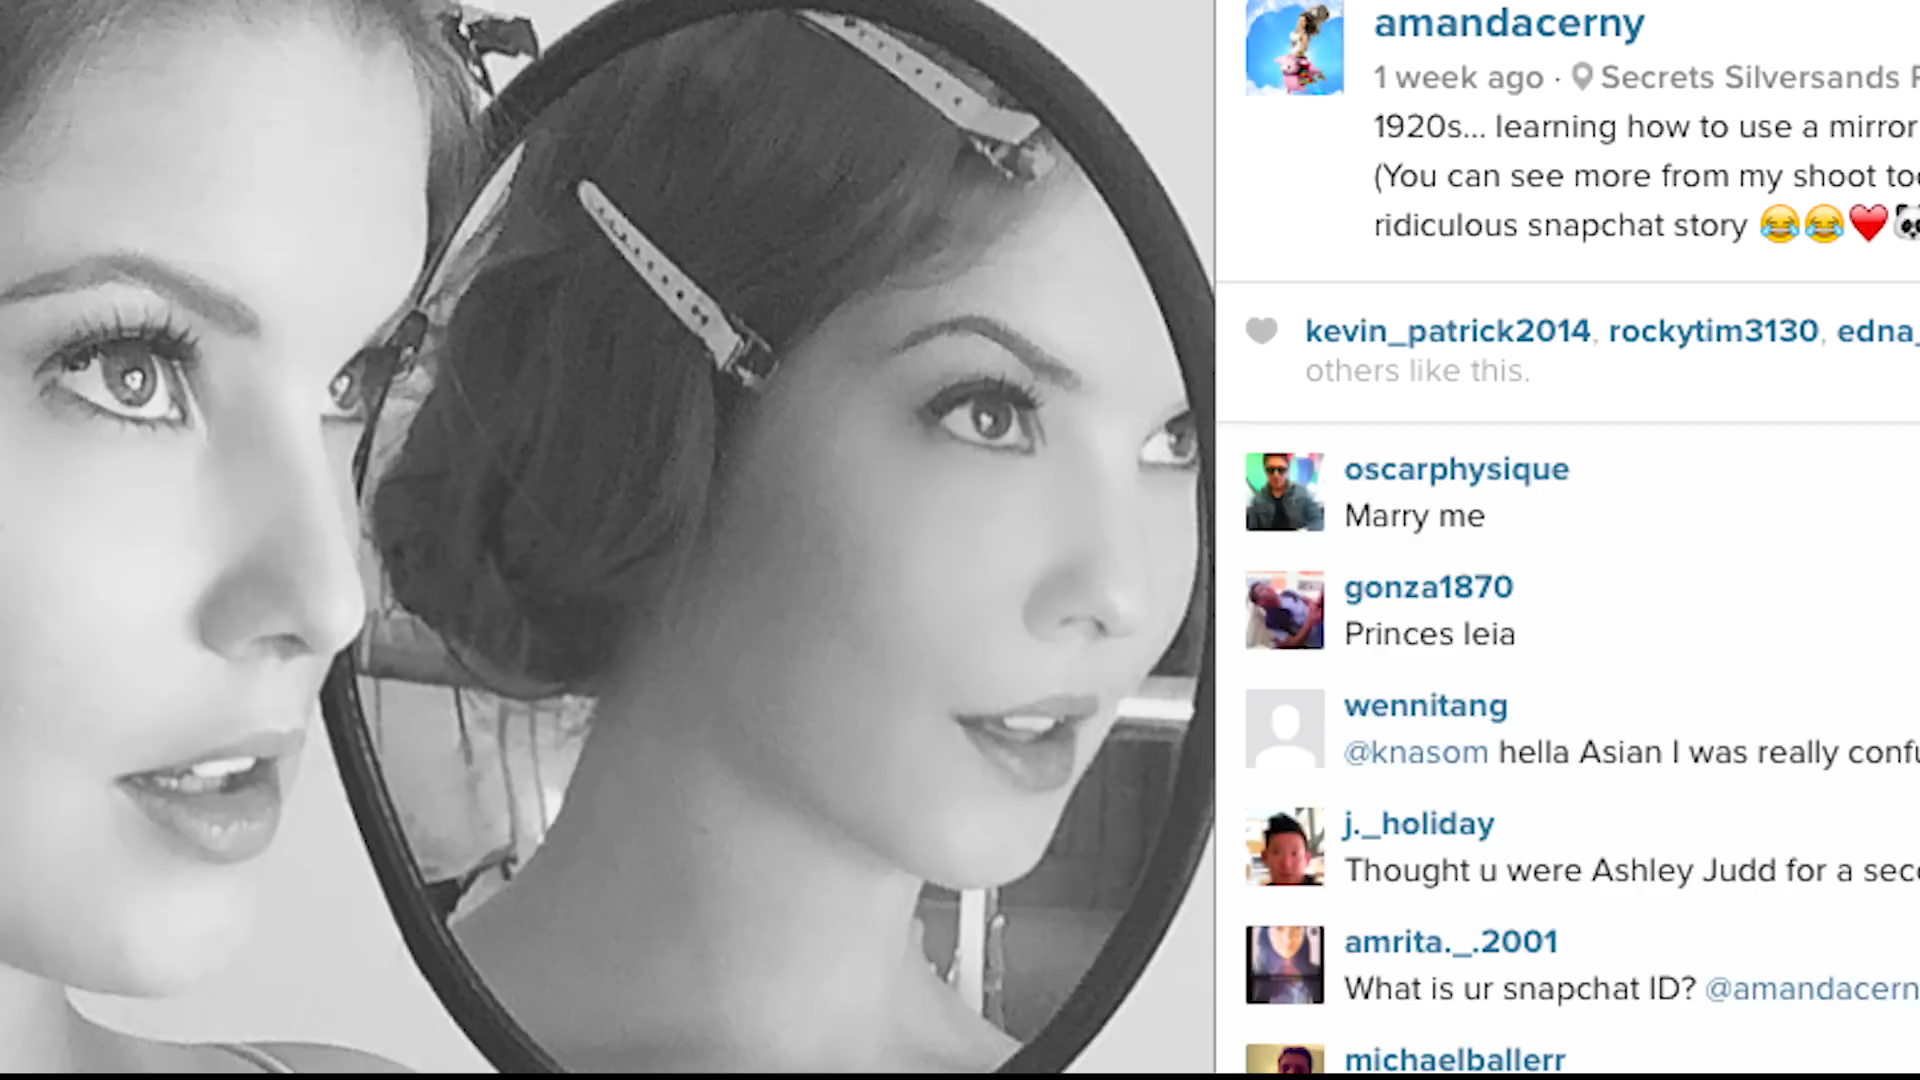 amandacerny
1 week ago · Secrets Silversands
1920s... learning how to use a mirror
(You can see more from my shoot
ridiculous snapchat story 😂😂❤️🐼
kevin_patrick2014, rockytim3130, edna_
others like this.
oscarphysique
Marry me
gonza1870
Princes leia
wennitang
@knasom hella Asian I was really
j._holiday
Thought u were Ashley Judd for a
amrita._.2001
What is ur snapchat ID? @amandacern
michaelballerr